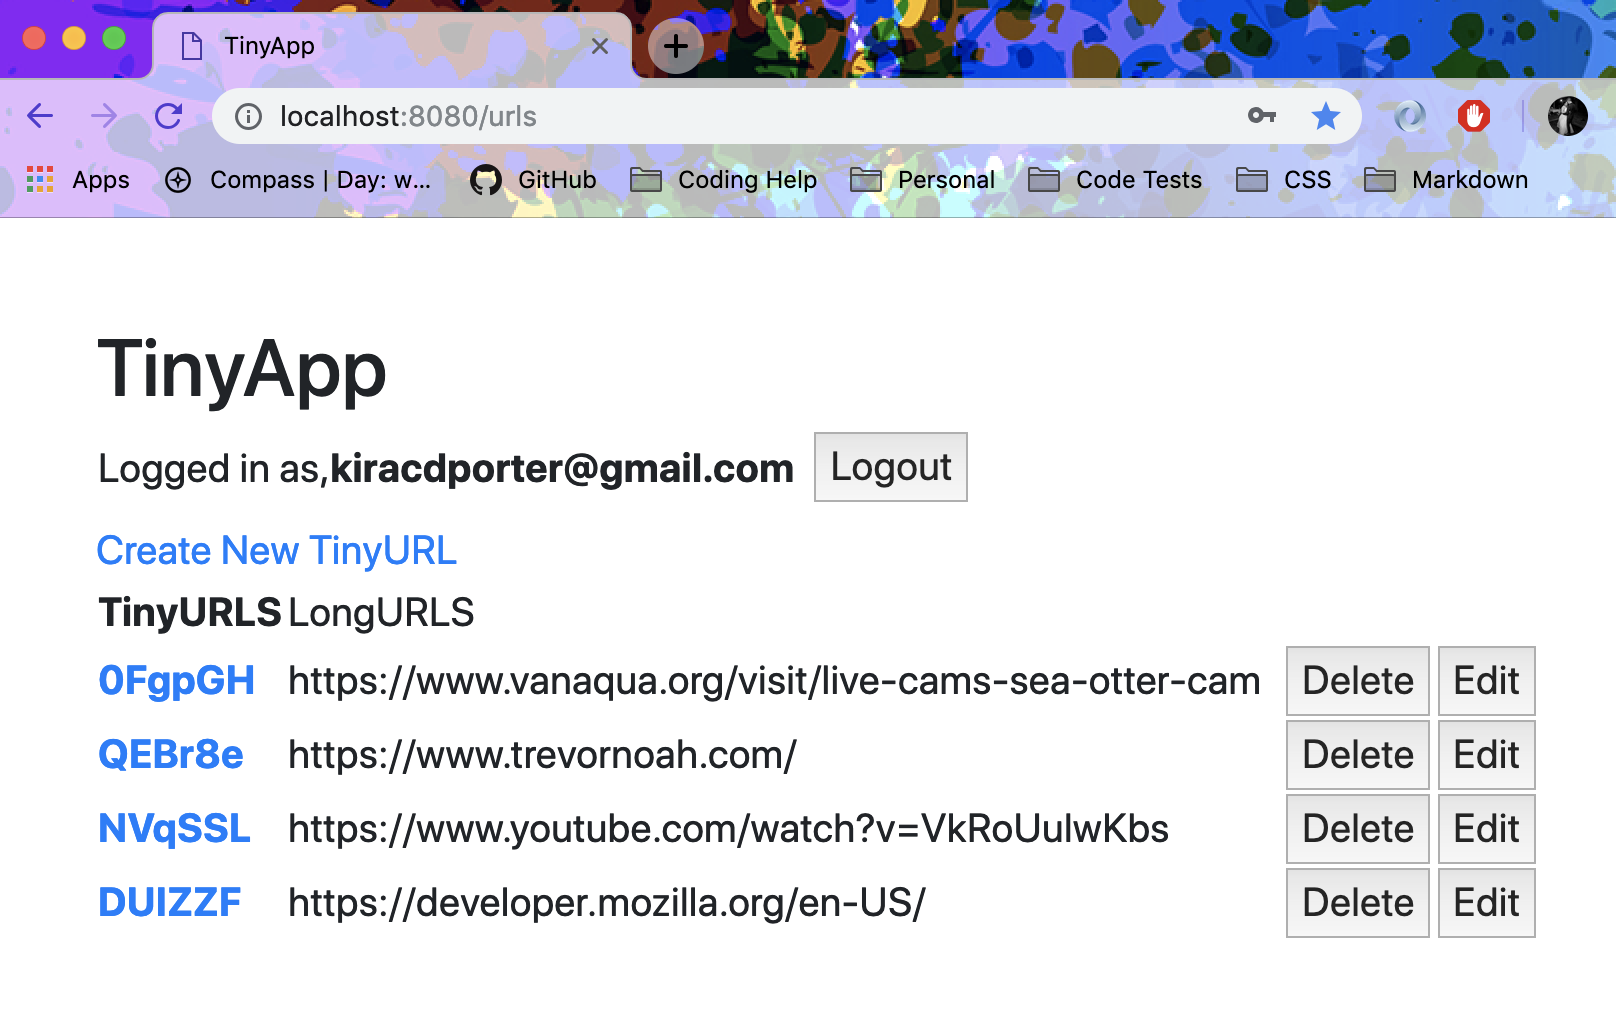 TinyApp
localhost:8080/urls
Apps Compass | Day: w... GitHub Coding Help Personal Code Tests CSS Markdown
TinyApp
Logged in as,kiracdporter@gmail.com Logout
Create New TinyURL
TinyURLS LongURLS
0FgpGH https://www.vanaqua.org/visit/live-cams-sea-otter-cam Delete Edit
QEBr8e https://www.trevornoah.com/ Delete Edit
NVqSSL https://www.youtube.com/watch?v=VkRoUulwKbs Delete Edit
DUIZZF https://developer.mozilla.org/en-US/ Delete Edit